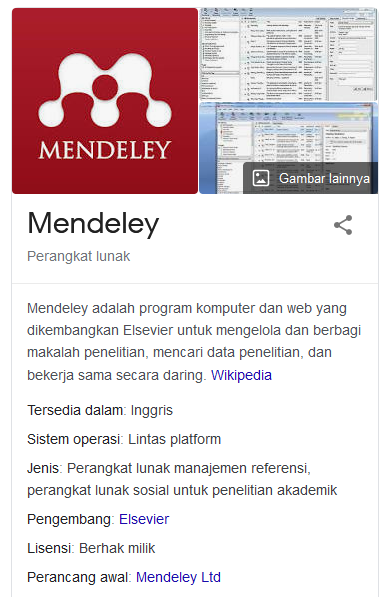 MENDELEY
Gambar lainnya
Mendeley
Perangkat lunak
Mendeley adalah program komputer dan web yang
dikembangkan Elsevier untuk mengelola dan berbagi
makalah penelitian, mencari data penelitian, dan
bekerja sama secara daring. Wikipedia
Tersedia dalam: Inggris
Sistem operasi: Lintas platform
Jenis: Perangkat lunak manajemen referensi,
perangkat lunak sosial untuk penelitian akademik
Pengembang: Elsevier
Lisensi: Berhak milik
Perancang awal: Mendeley Ltd